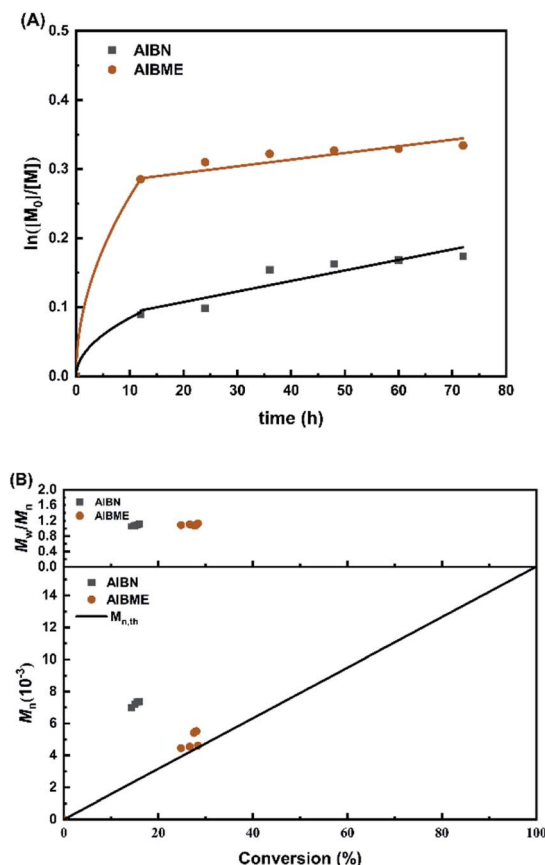 (A)
AIBN
AIBME
0.5
0.4
0.3
0.2
0.1
0.0
ln([M₀]/[M])
0 10 20 30 40 50 60 70 80
time (h)
(B)
2.0
1.6
1.2
0.8
0.4
0.0
Mw/Mn
AIBN
AIBME
AIBN
AIBME
Mn,th
14
12
10
8
6
4
2
0
Mn(10⁻³)
0 20 40 60 80 100
Conversion (%)